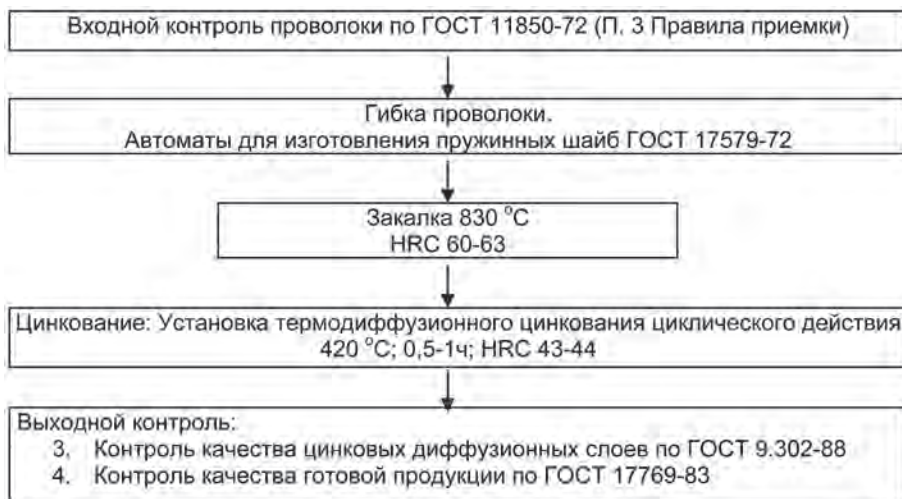 Входной контроль проволоки по ГОСТ 11850-72 (П. 3 Правила приемки)
Гибка проволоки.
Автоматы для изготовления пружинных шайб ГОСТ 17579-72
Закалка 830 °С
HRC 60-63
Цинкование: Установка термодиффузионного цинкования циклического действия
420 °С; 0,5-1ч; HRC 43-44
Выходной контроль:
3. Контроль качества цинковых диффузионных слоев по ГОСТ 9.302-88
4. Контроль качества готовой продукции по ГОСТ 17769-83